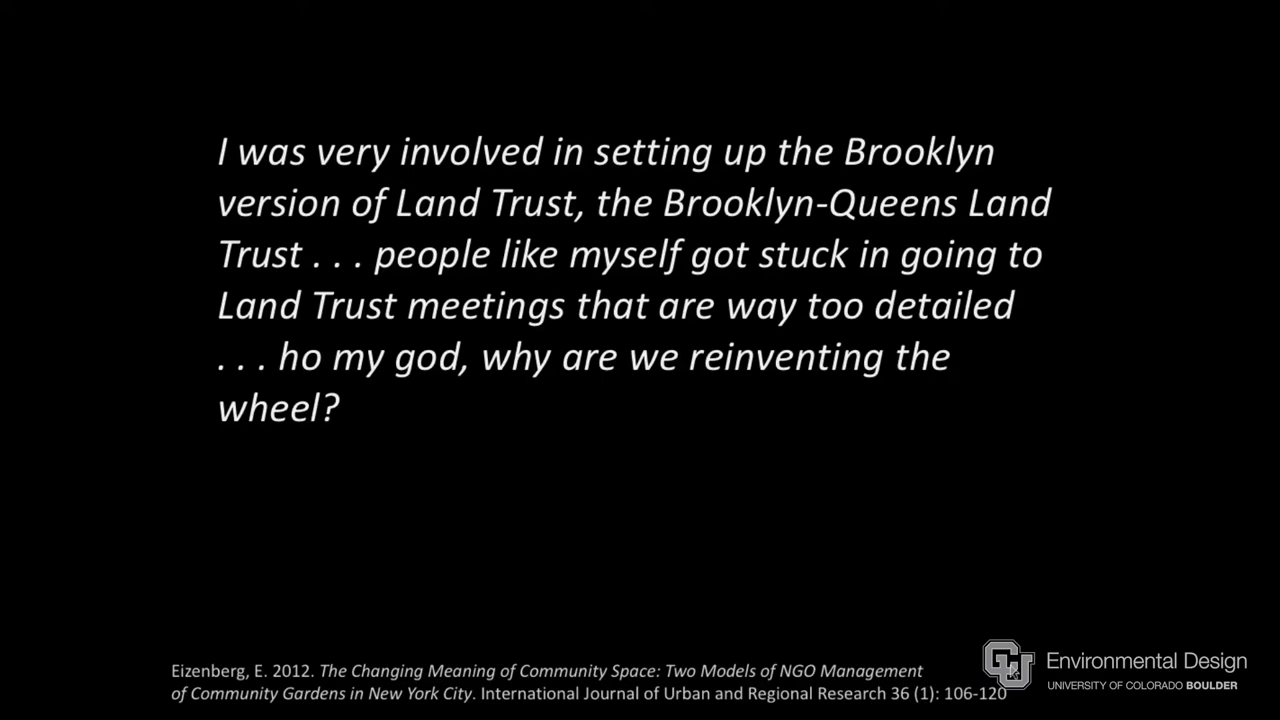 I was very involved in setting up the Brooklyn
version of Land Trust, the Brooklyn-Queens Land
Trust . . . people like myself got stuck in going to
Land Trust meetings that are way too detailed
. . . ho my god, why are we reinventing the
wheel?
Eizenberg, E. 2012. The Changing Meaning of Community Space: Two Models of NGO Management
of Community Gardens in New York City. International Journal of Urban and Regional Research 36 (1): 106-120
CU
Environmental Design
UNIVERSITY OF COLORADO BOULDER